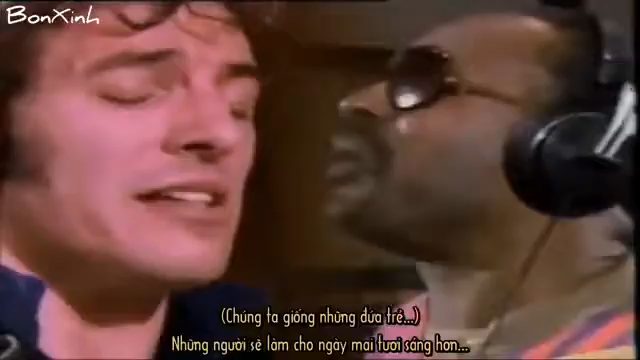 BonXinh
(Chúng ta giống những đứa trẻ...)
Những người sẽ làm cho ngày mai tươi sáng hơn...